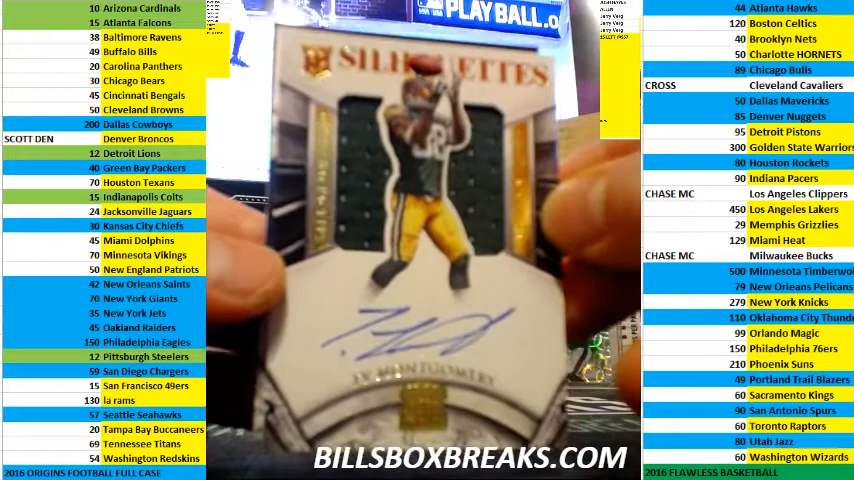 10 Arizona Cardinals
15 Atlanta Falcons
38 Baltimore Ravens
49 Buffalo Bills
20 Carolina Panthers
30 Chicago Bears
45 Cincinnati Bengals
50 Cleveland Browns
200 Dallas Cowboys
SCOTT DEN Denver Broncos
12 Detroit Lions
40 Green Bay Packers
70 Houston Texans
15 Indianapolis Colts
24 Jacksonville Jaguars
30 Kansas City Chiefs
45 Miami Dolphins
70 Minnesota Vikings
50 New England Patriots
42 New Orleans Saints
70 New York Giants
35 New York Jets
45 Oakland Raiders
150 Philadelphia Eagles
12 Pittsburgh Steelers
59 San Diego Chargers
15 San Francisco 49ers
130 la rams
57 Seattle Seahawks
20 Tampa Bay Buccaneers
69 Tennessee Titans
54 Washington Redskins
2016 ORIGINS FOOTBALL FULL CASE
PLAYBALL.O
SILHOUETTES
TY MONTGOMERY
BILLSBOXBREAKS.COM
Jerry Verg
Jerry Verg
44 Atlanta Hawks
120 Boston Celtics
40 Brooklyn Nets
50 Charlotte HORNETS
89 Chicago Bulls
CROSS Cleveland Cavaliers
50 Dallas Mavericks
85 Denver Nuggets
95 Detroit Pistons
300 Golden State Warriors
80 Houston Rockets
90 Indiana Pacers
CHASE MC Los Angeles Clippers
450 Los Angeles Lakers
29 Memphis Grizzlies
129 Miami Heat
CHASE MC Milwaukee Bucks
500 Minnesota Timberwol
79 New Orleans Pelicans
279 New York Knicks
110 Oklahoma City Thunde
99 Orlando Magic
150 Philadelphia 76ers
210 Phoenix Suns
49 Portland Trail Blazers
60 Sacramento Kings
90 San Antonio Spurs
60 Toronto Raptors
80 Utah Jazz
60 Washington Wizards
2016 FLAWLESS BASKETBALL